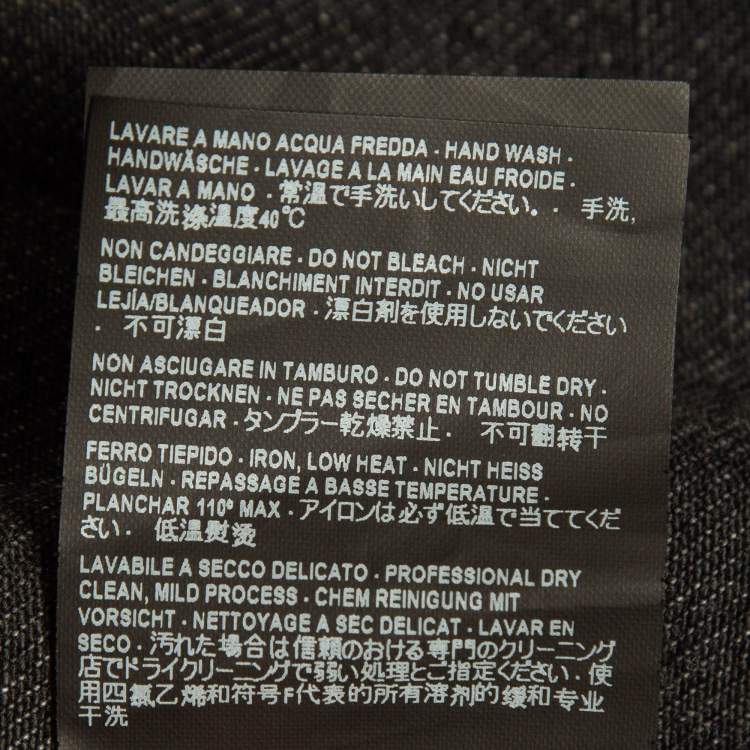 LAVARE A MANO ACQUA FREDDA · HAND WASH ·
HANDWÄSCHE · LAVAGE A LA MAIN EAU FROIDE ·
LAVAR A MANO · 常温で手洗いしてください。· 手洗,
最高洗涤温度40℃
NON CANDEGGIARE · DO NOT BLEACH · NICHT
BLEICHEN · BLANCHIMENT INTERDIT · NO USAR
LEJÍA/BLANQUEADOR · 漂白剤を使用しないでください
· 不可漂白
NON ASCIUGARE IN TAMBURO · DO NOT TUMBLE DRY ·
NICHT TROCKNEN · NE PAS SECHER EN TAMBOUR · NO
CENTRIFUGAR · タンブラー乾燥禁止 · 不可翻转干
FERRO TIEPIDO · IRON, LOW HEAT · NICHT HEISS
BÜGELN · REPASSAGE A BASSE TEMPERATURE ·
PLANCHAR 110º MAX · アイロンは必ず低温で当ててくだ
さい · 低温熨烫
LAVABILE A SECCO DELICATO · PROFESSIONAL DRY
CLEAN, MILD PROCESS · CHEM REINIGUNG MIT
VORSICHT · NETTOYAGE A SEC DELICAT · LAVAR EN
SECO · 汚れた場合は信頼のおける専門のクリーニング
店でドライクリーニングで弱い処理とご指定ください · 使
用四氯乙烯和符号F代表的所有溶剂的缓和专业
干洗